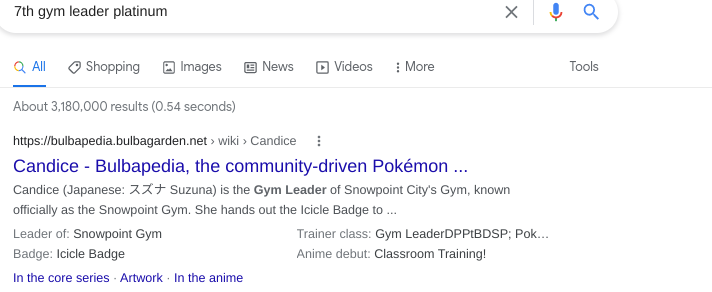 7th gym leader platinum
All Shopping Images News Videos More Tools
About 3,180,000 results (0.54 seconds)
https://bulbapedia.bulbagarden.net › wiki › Candice
Candice - Bulbapedia, the community-driven Pokémon ...
Candice (Japanese: スズナ Suzuna) is the Gym Leader of Snowpoint City's Gym, known
officially as the Snowpoint Gym. She hands out the Icicle Badge to ...
Leader of: Snowpoint Gym Trainer class: Gym LeaderDPPtBDSP; Pok...
Badge: Icicle Badge Anime debut: Classroom Training!
In the core series · Artwork · In the anime